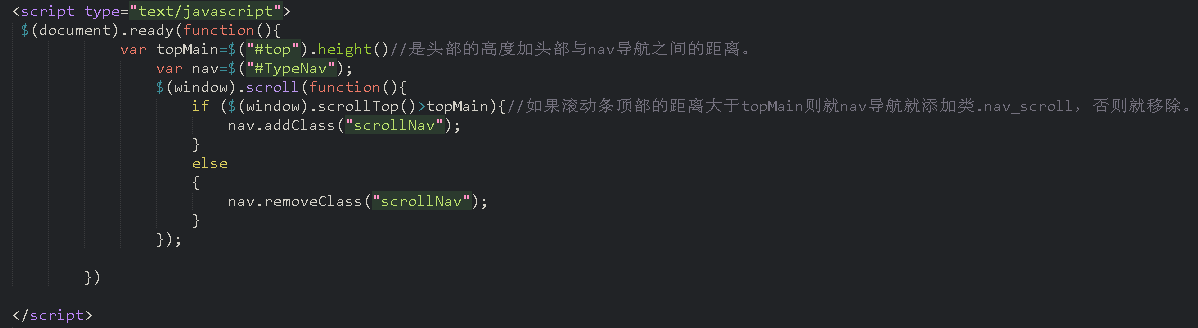 <script type="text/javascript">
$(document).ready(function(){
var topMain=$("#top").height()//是头部的高度加头部与nav导航之间的距离。
var nav=$("#TypeNav");
$(window).scroll(function(){
if ($(window).scrollTop()>topMain){//如果滚动条顶部的距离大于topMain则就nav导航就添加类.nav_scroll，否则就移除。
nav.addClass("scrollNav");
}
else
{
nav.removeClass("scrollNav");
}
});
})
</script>